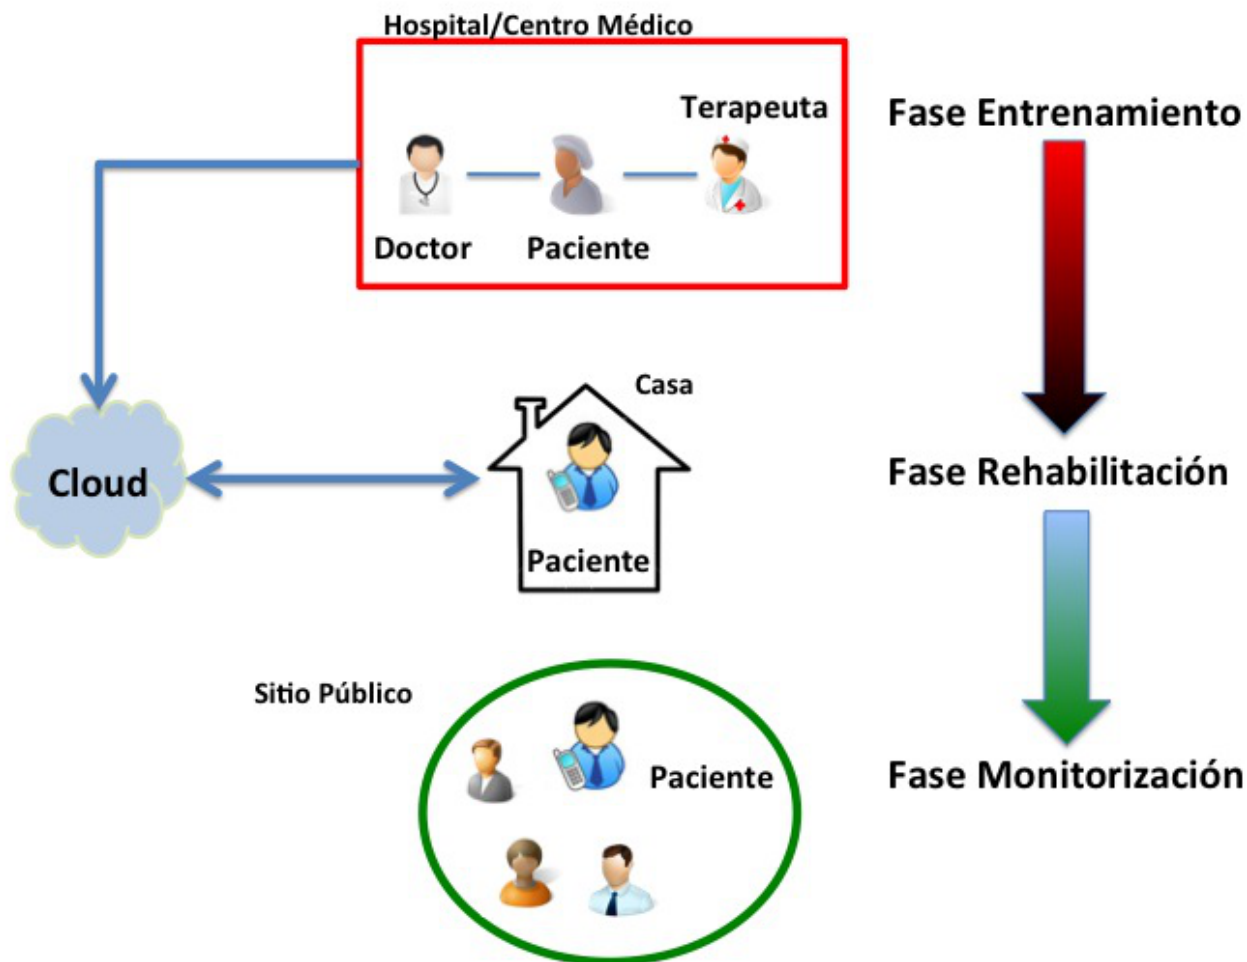 Hospital/Centro Médico
Terapeuta
Fase Entrenamiento
Doctor
Paciente
Casa
Cloud
Fase Rehabilitación
Paciente
Sitio Público
Paciente
Fase Monitorización